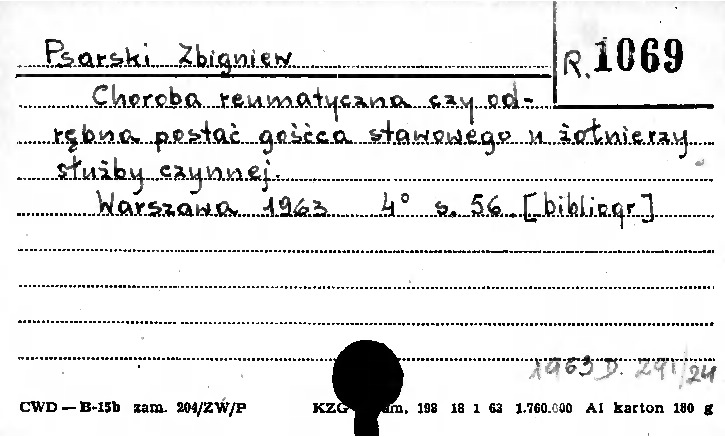 Psarski Zbigniew
R. 1069
Choroba reumatyczna czy od-
rębna postać gośćca stawowego u żołnierzy
służby czynnej.
Warszawa 1963 4° s. 56 [bibliogr]
1963 D. 291/24
CWD — B-15b zam. 204/ZW/P KZG zam. 198 18 1 63 1.760.000 A1 karton 180 g